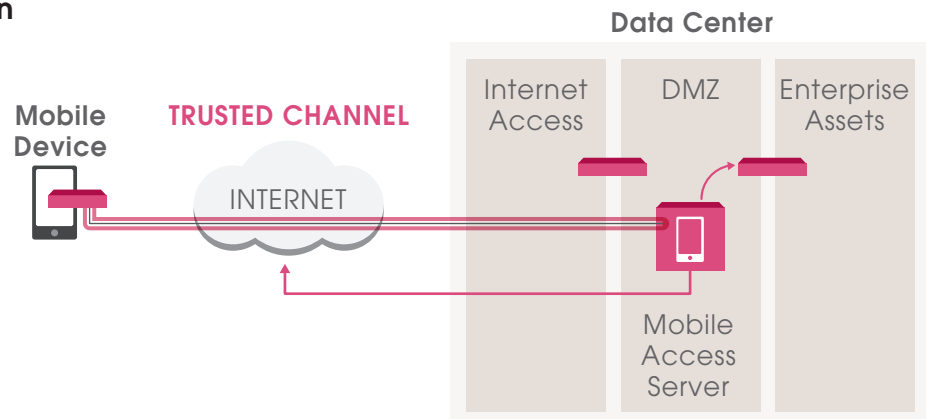 n
Data Center
Internet
Access
DMZ
Enterprise
Assets
Mobile
Device
TRUSTED CHANNEL
INTERNET
Mobile
Access
Server